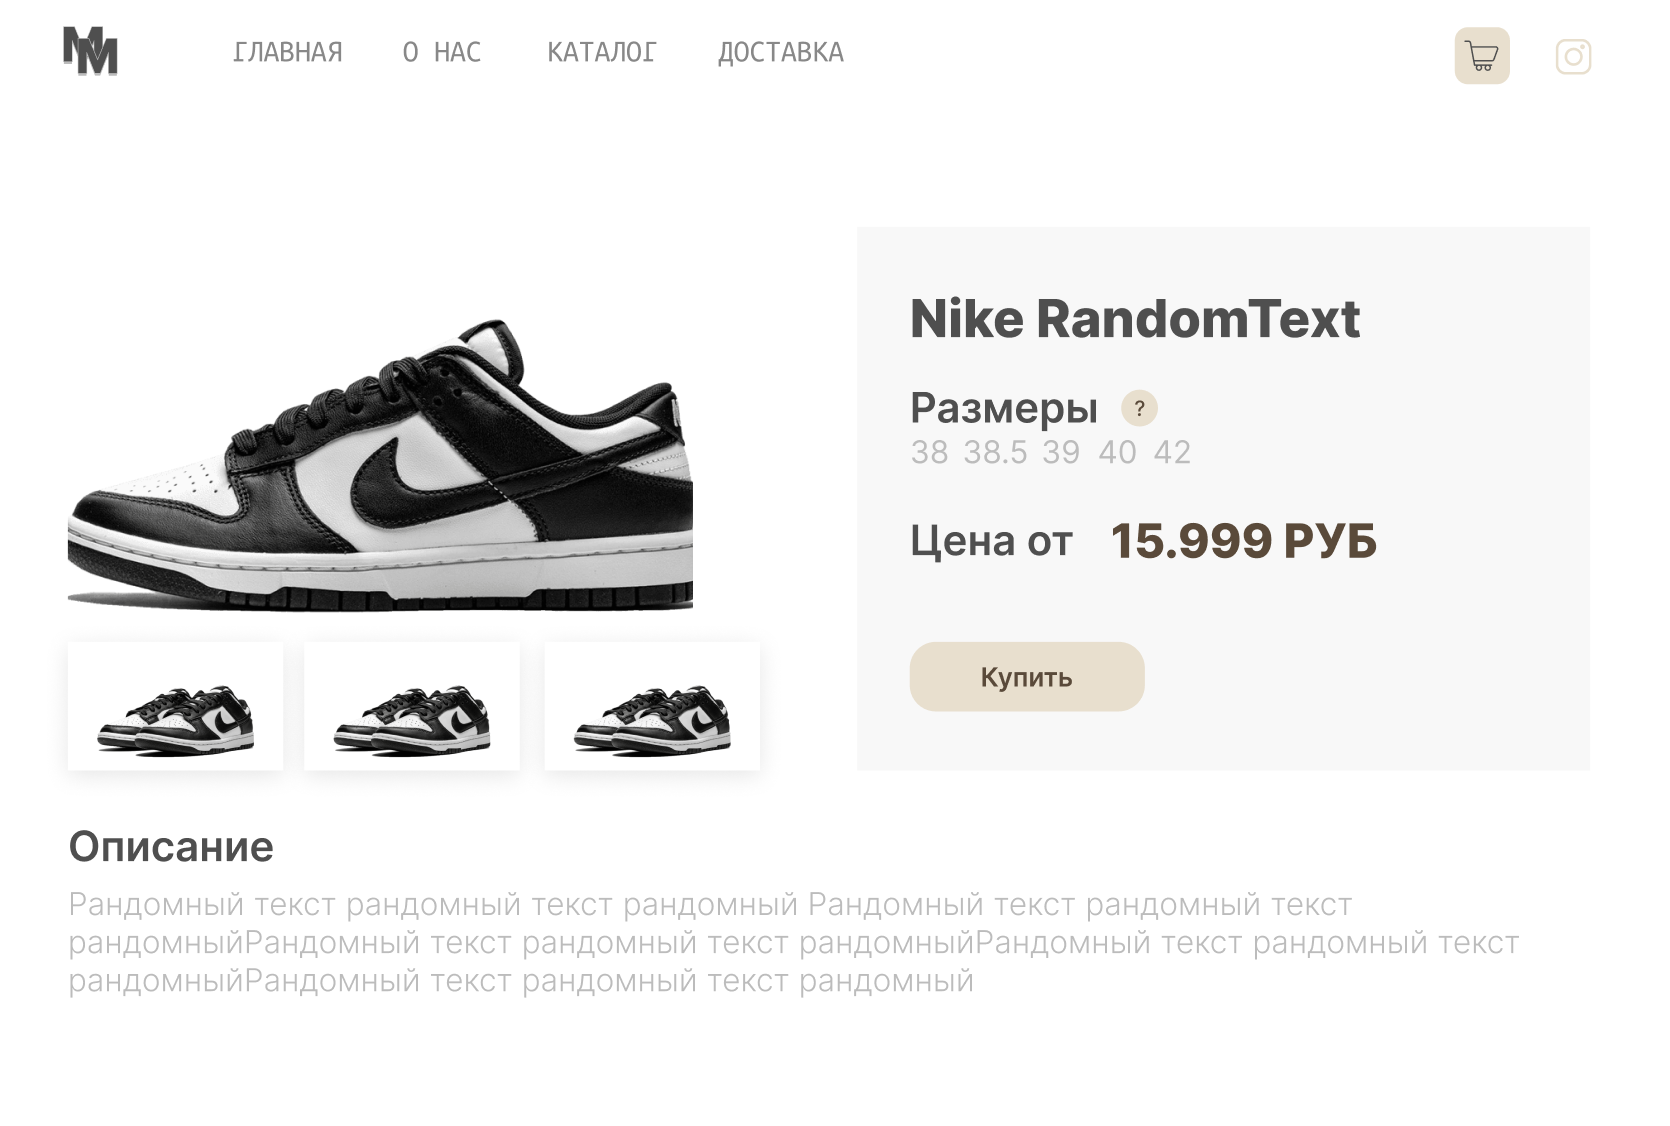 MM
ГЛАВНАЯ О НАС КАТАЛОГ ДОСТАВКА
Nike RandomText
Размеры ?
38 38.5 39 40 42
Цена от 15.999 РУБ
Купить
Описание
Рандомный текст рандомный текст рандомный Рандомный текст рандомный текст
рандомныйРандомный текст рандомный текст рандомныйРандомный текст рандомный текст
рандомныйРандомный текст рандомный текст рандомный